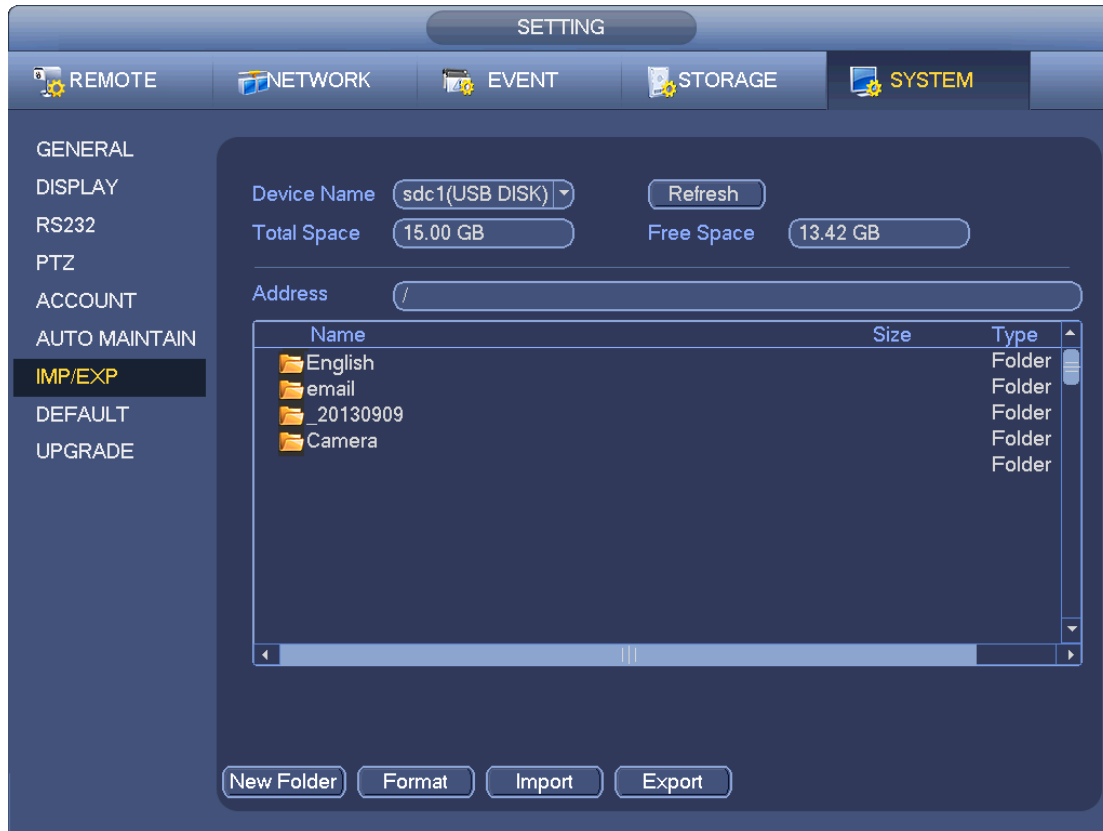 SETTING
REMOTE NETWORK EVENT STORAGE SYSTEM
GENERAL
DISPLAY
RS232
PTZ
ACCOUNT
AUTO MAINTAIN
IMP/EXP
DEFAULT
UPGRADE
Device Name sdc1(USB DISK) Refresh
Total Space 15.00 GB Free Space 13.42 GB
Address /
Name Size Type
English Folder
email Folder
_20130909 Folder
Camera Folder
Folder
New Folder Format Import Export